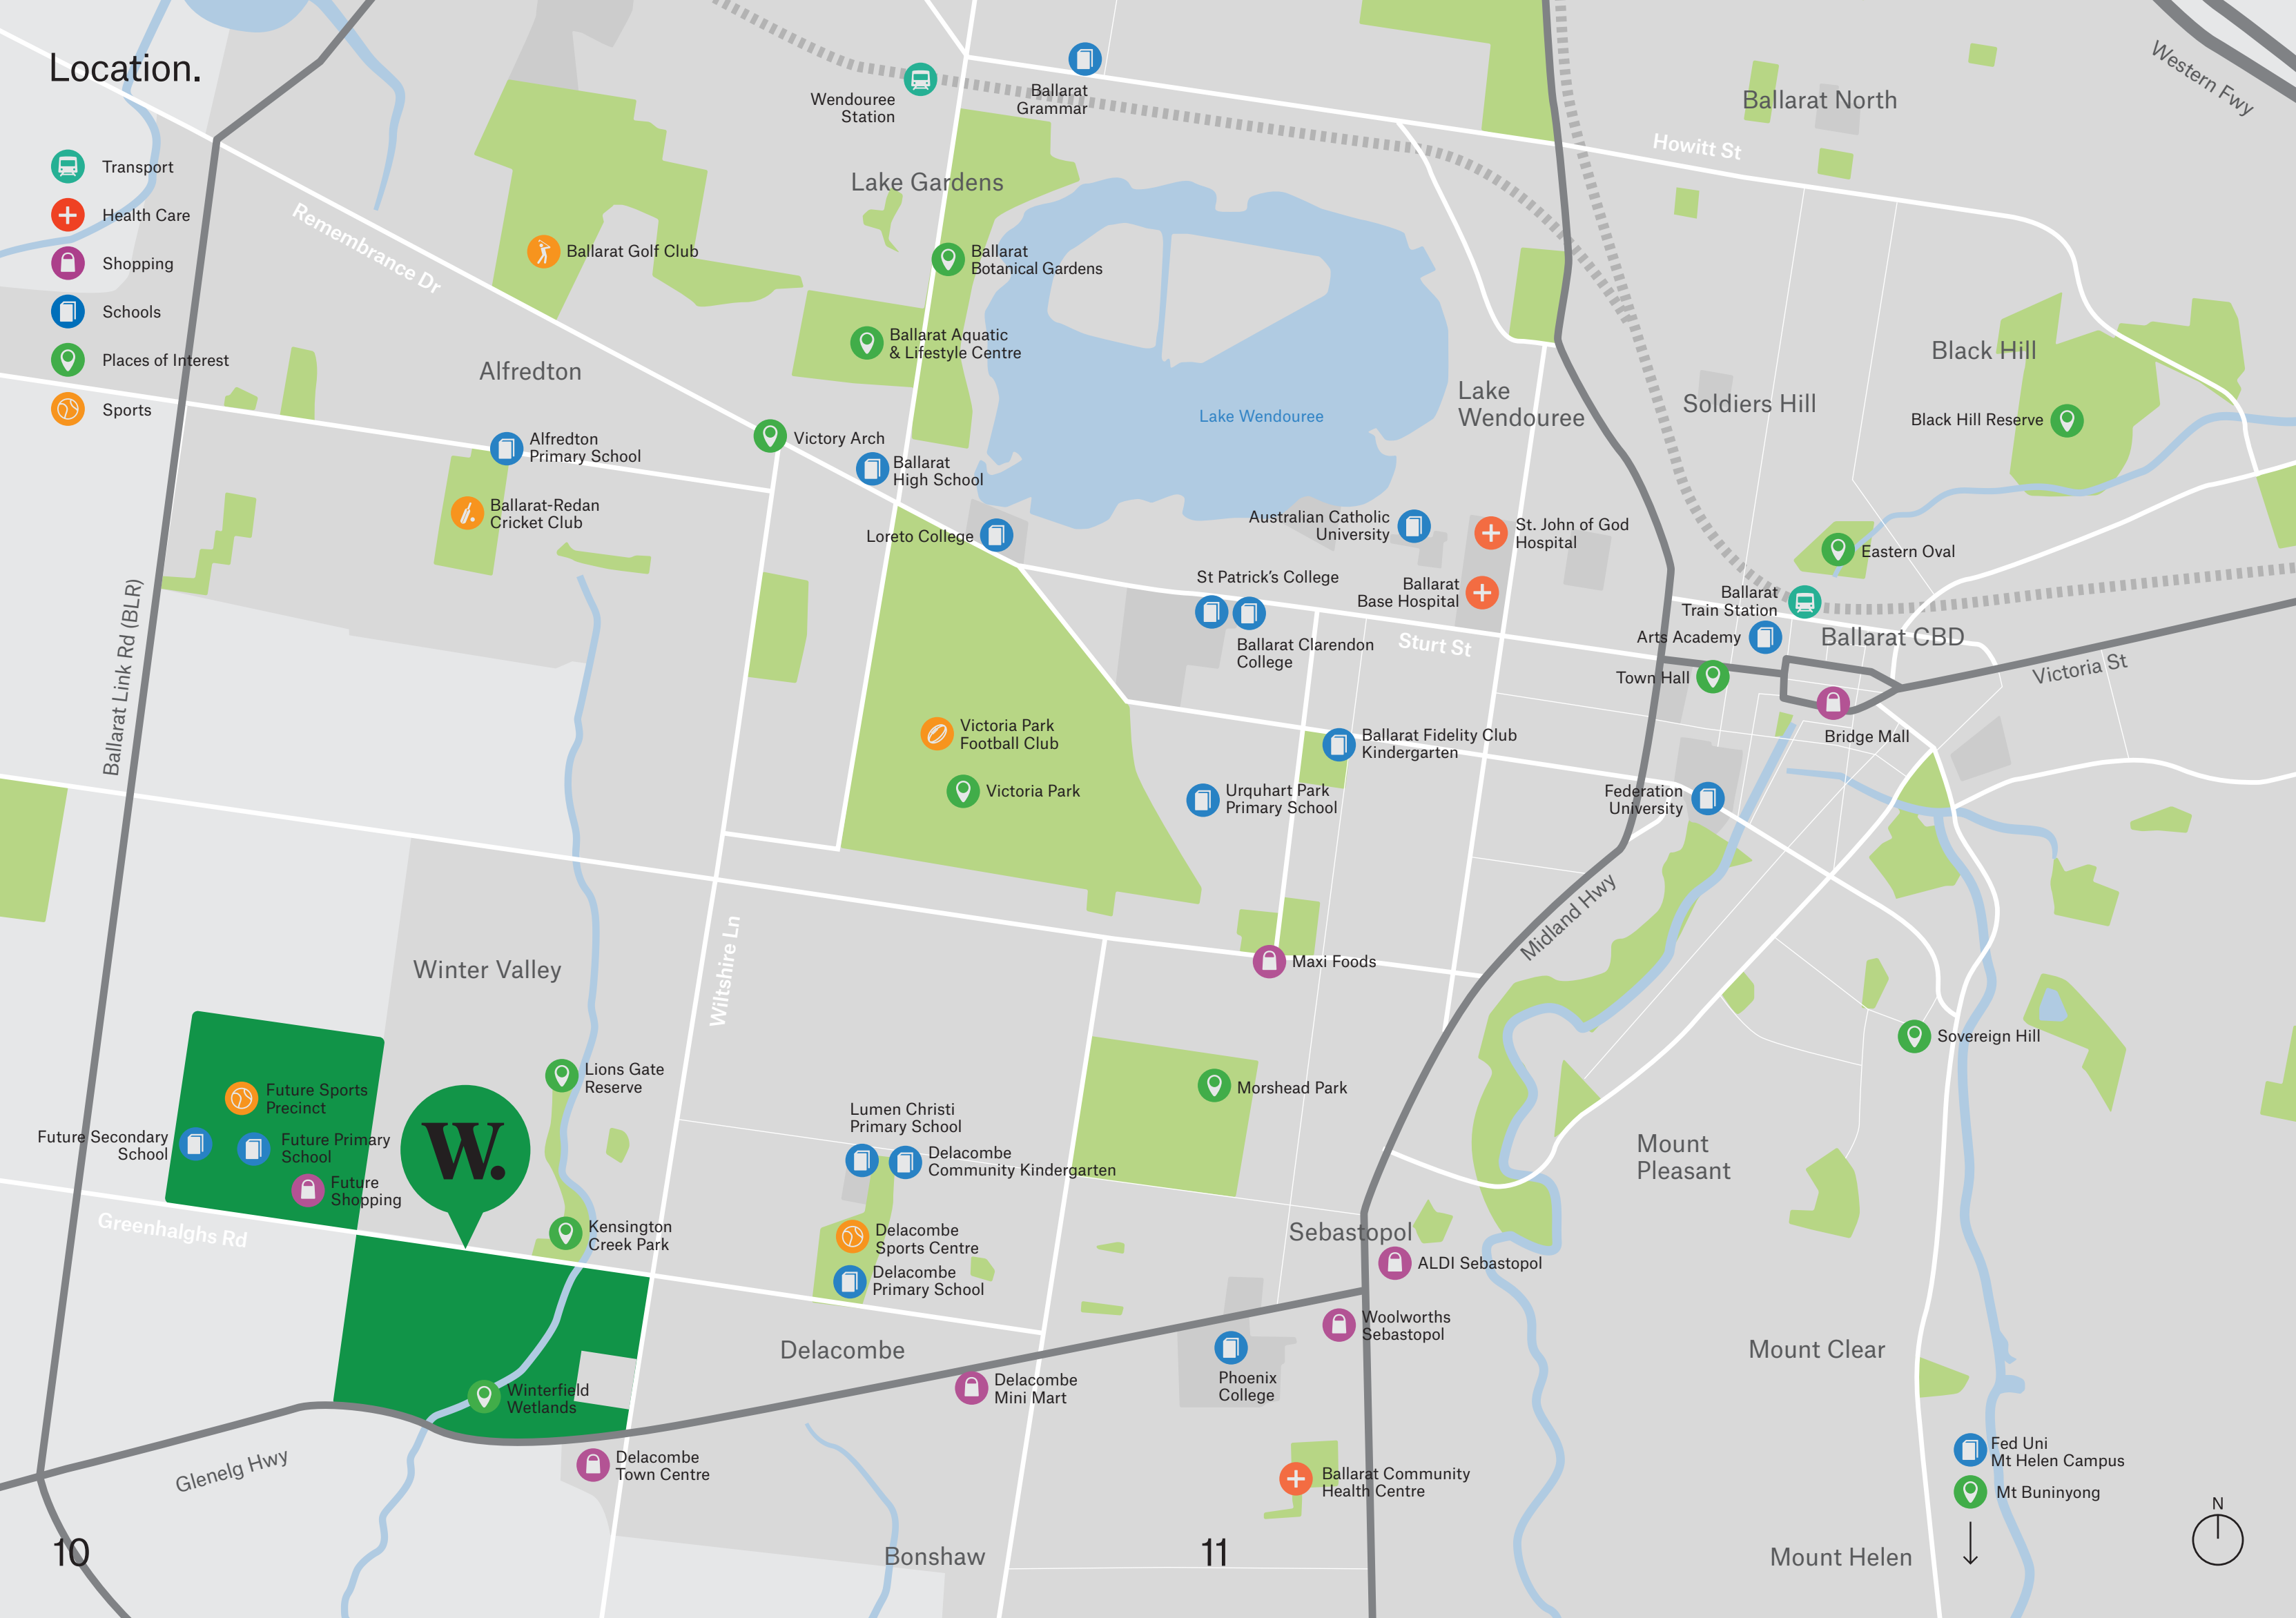 Location.
Transport
Health Care
Shopping
Schools
Places of Interest
Sports
Wendouree
Station
Ballarat
Grammar
Ballarat North
Western Fwy
Howitt St
Lake Gardens
Remembrance Dr
Ballarat Golf Club
Ballarat
Botanical Gardens
Ballarat Aquatic
& Lifestyle Centre
Alfredton
Lake Wendouree
Lake
Wendouree
Soldiers Hill
Black Hill
Black Hill Reserve
Alfredton
Primary School
Victory Arch
Ballarat
High School
Ballarat-Redan
Cricket Club
Loreto College
Australian Catholic
University
St. John of God
Hospital
Eastern Oval
St Patrick's College
Ballarat
Base Hospital
Ballarat
Train Station
Arts Academy
Ballarat CBD
Ballarat Clarendon
College
Sturt St
Town Hall
Victoria St
Ballarat Link Rd (BLR)
Victoria Park
Football Club
Ballarat Fidelity Club
Kindergarten
Bridge Mall
Victoria Park
Urquhart Park
Primary School
Federation
University
Midland Hwy
Winter Valley
Wiltshire Ln
Maxi Foods
Sovereign Hill
Lions Gate
Reserve
Future Sports
Precinct
Morshead Park
Future Secondary
School
Future Primary
School
W.
Lumen Christi
Primary School
Delacombe
Community Kindergarten
Mount
Pleasant
Future
Shopping
Greenhalghs Rd
Kensington
Creek Park
Delacombe
Sports Centre
Sebastopol
ALDI Sebastopol
Delacombe
Primary School
Woolworths
Sebastopol
Delacombe
Mount Clear
Winterfield
Wetlands
Delacombe
Mini Mart
Phoenix
College
Glenelg Hwy
Delacombe
Town Centre
Ballarat Community
Health Centre
Fed Uni
Mt Helen Campus
Mt Buninyong
N
10
Bonshaw
11
Mount Helen